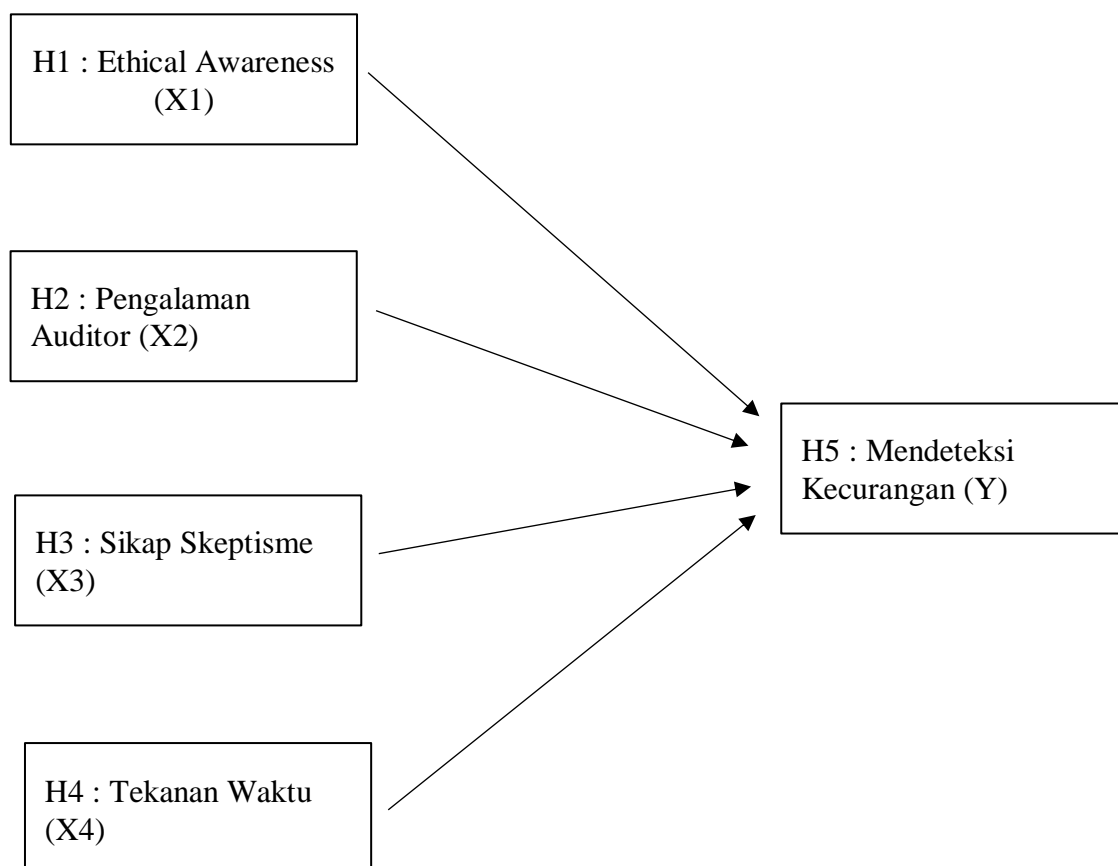 H1 : Ethical Awareness
(X1)
H2 : Pengalaman
Auditor (X2)
H3 : Sikap Skeptisme
(X3)
H4 : Tekanan Waktu
(X4)
H5 : Mendeteksi
Kecurangan (Y)